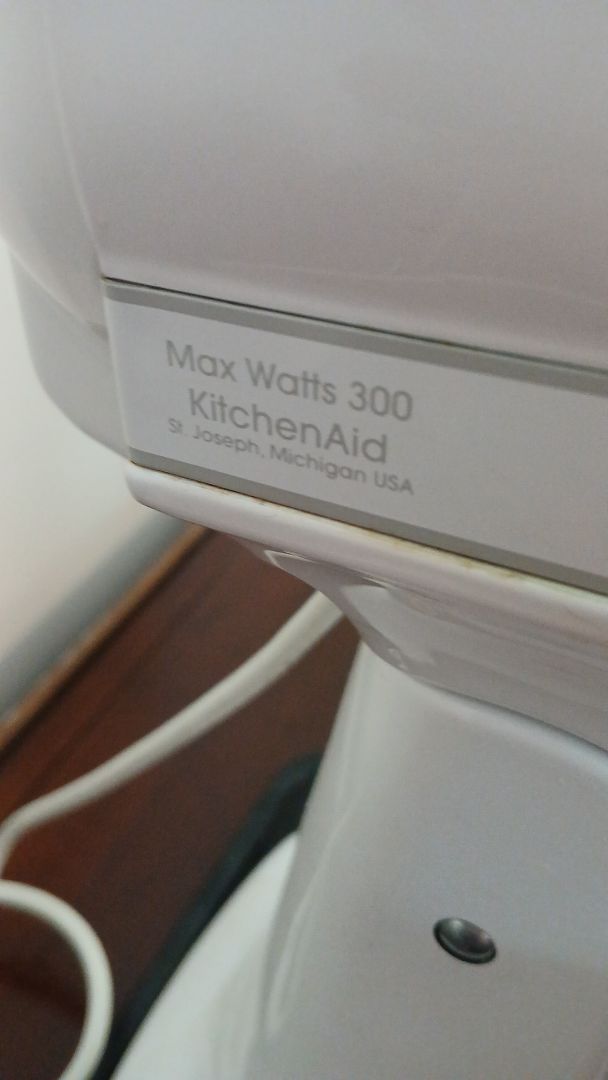 Max Watts 300
KitchenAid
St. Joseph, Michigan USA